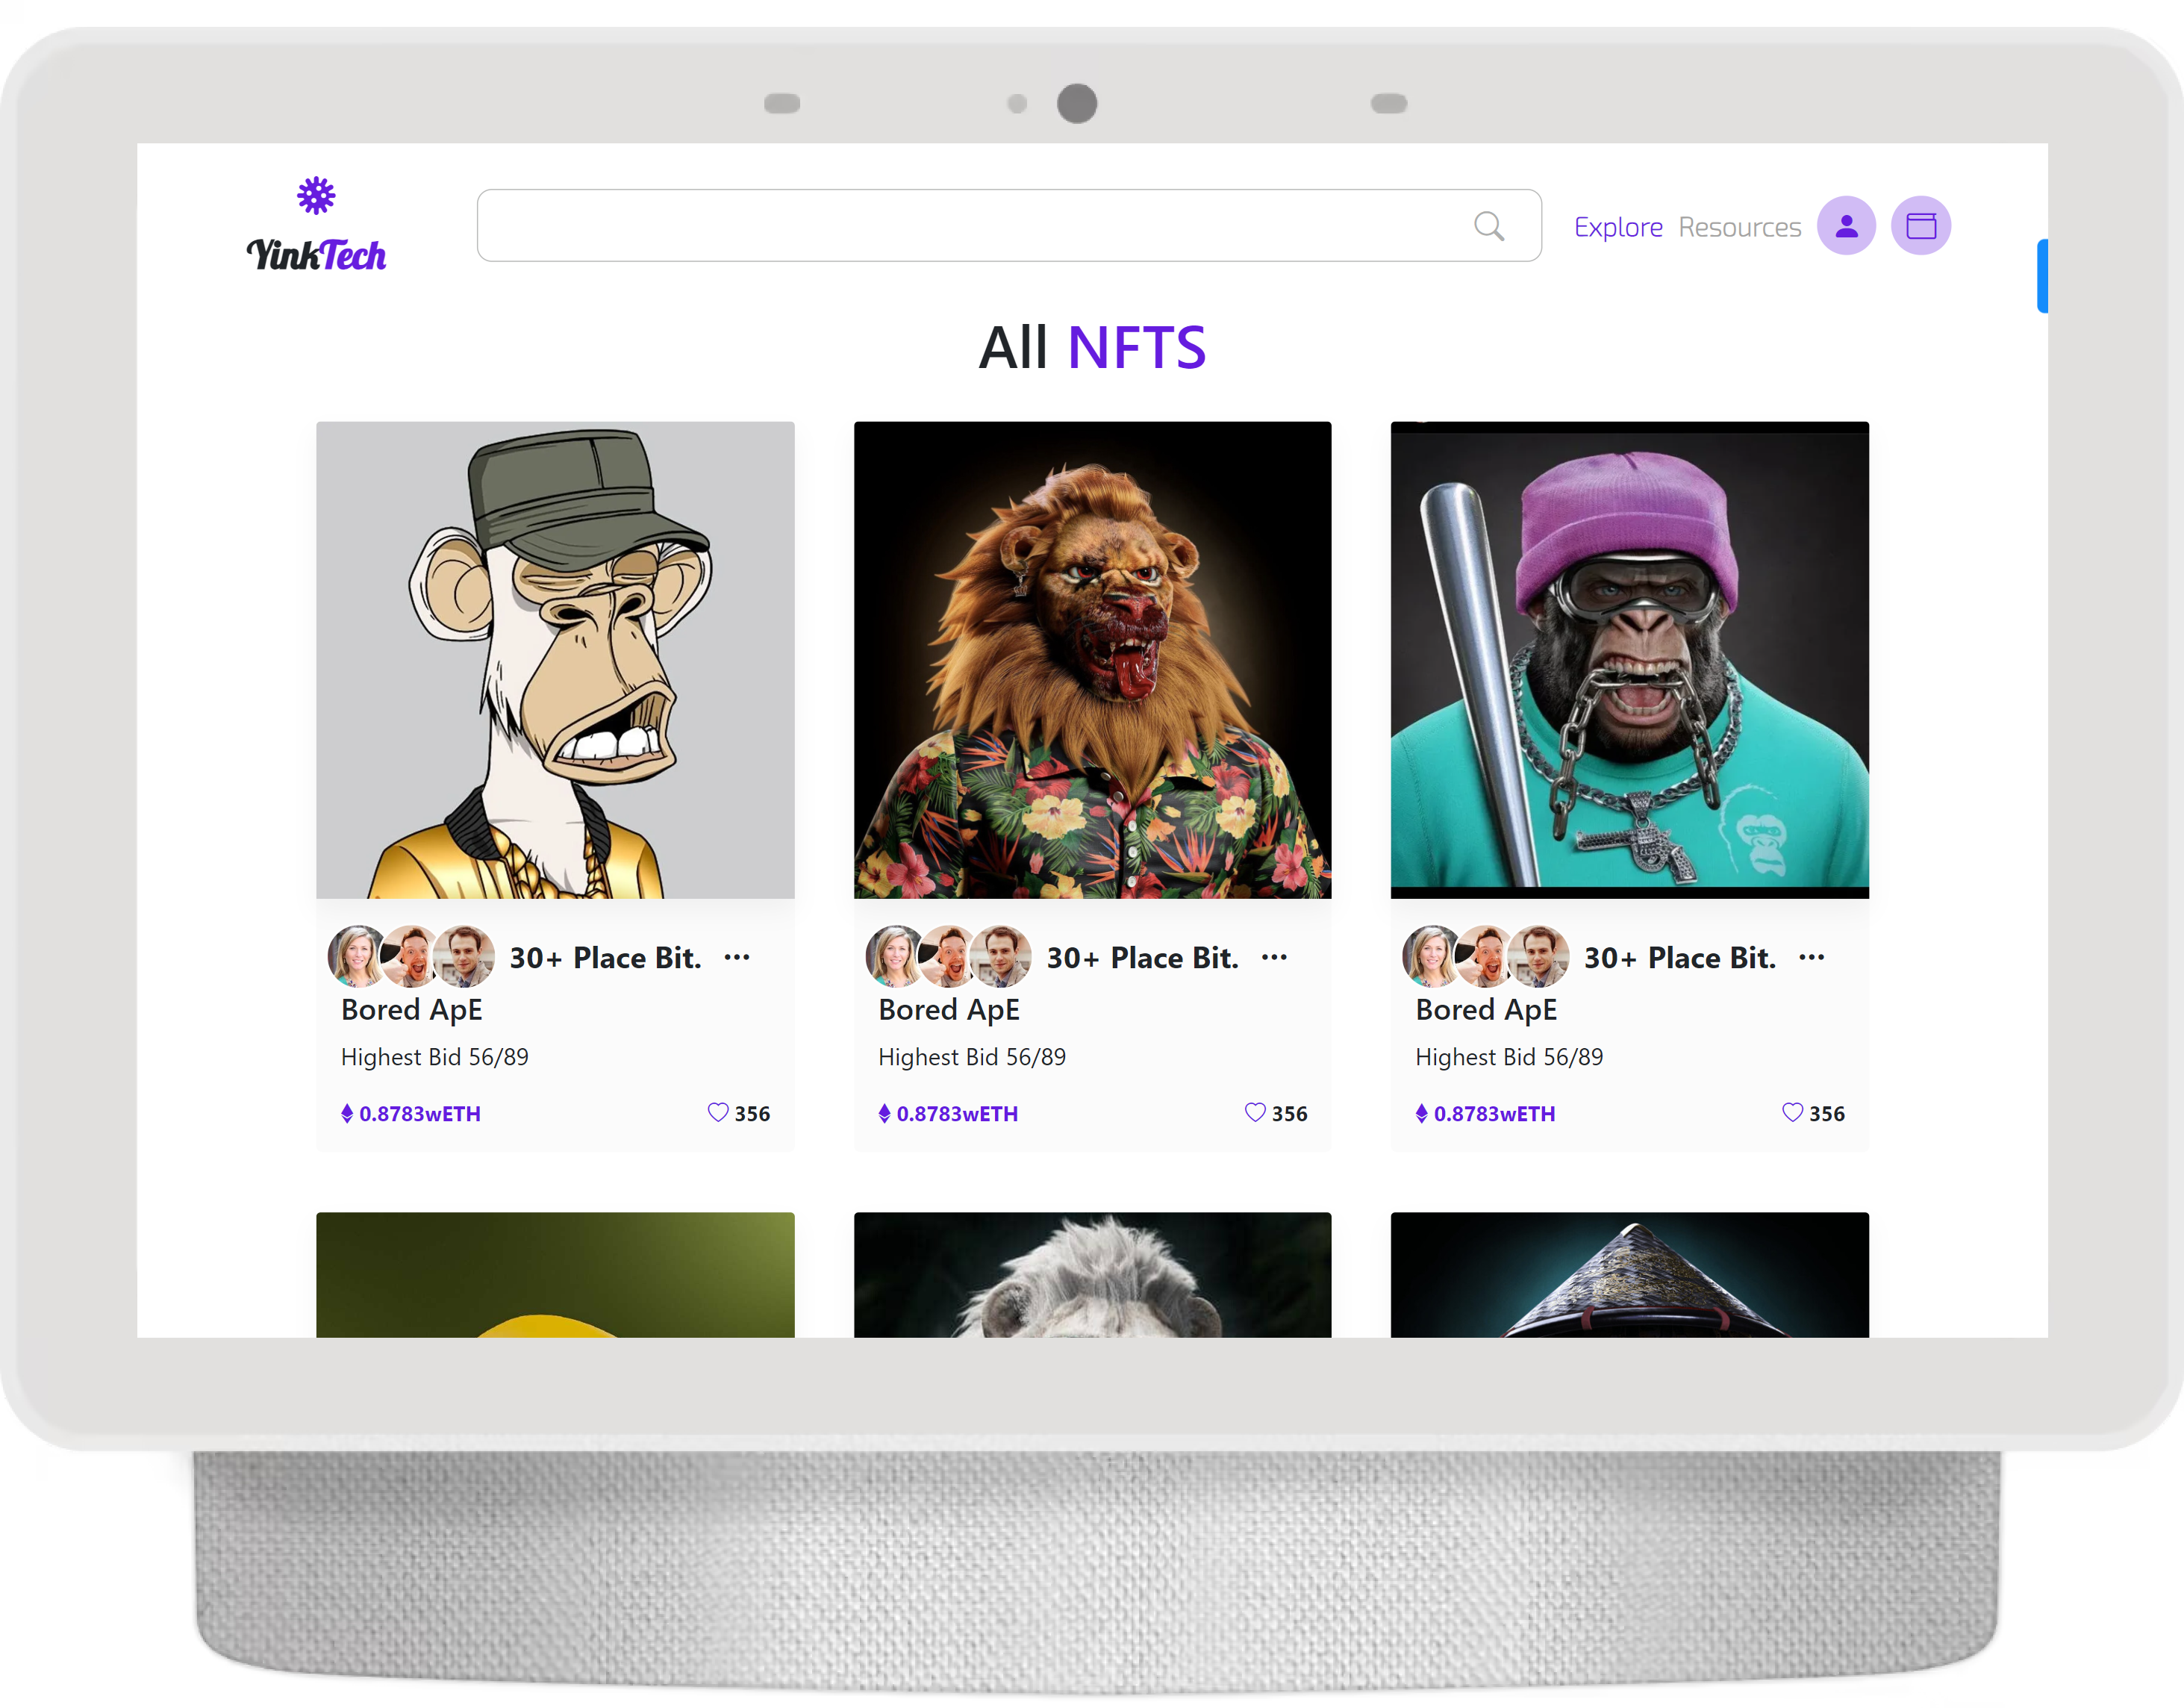 YinkTech
Explore Resources
All NFTS
30+ Place Bit. ...
Bored ApE
Highest Bid 56/89
0.8783wETH 356
30+ Place Bit. ...
Bored ApE
Highest Bid 56/89
0.8783wETH 356
30+ Place Bit. ...
Bored ApE
Highest Bid 56/89
0.8783wETH 356